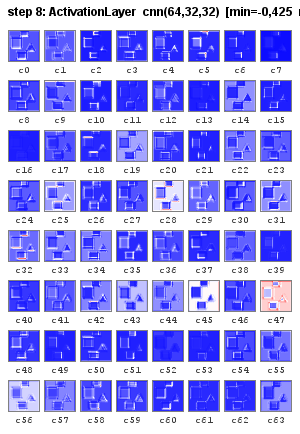 step 8: ActivationLayer cnn(64,32,32) [min=-0,425
c0 c1 c2 c3 c4 c5 c6 c7
c8 c9 c10 c11 c12 c13 c14 c15
c16 c17 c18 c19 c20 c21 c22 c23
c24 c25 c26 c27 c28 c29 c30 c31
c32 c33 c34 c35 c36 c37 c38 c39
c40 c41 c42 c43 c44 c45 c46 c47
c48 c49 c50 c51 c52 c53 c54 c55
c56 c57 c58 c59 c60 c61 c62 c63